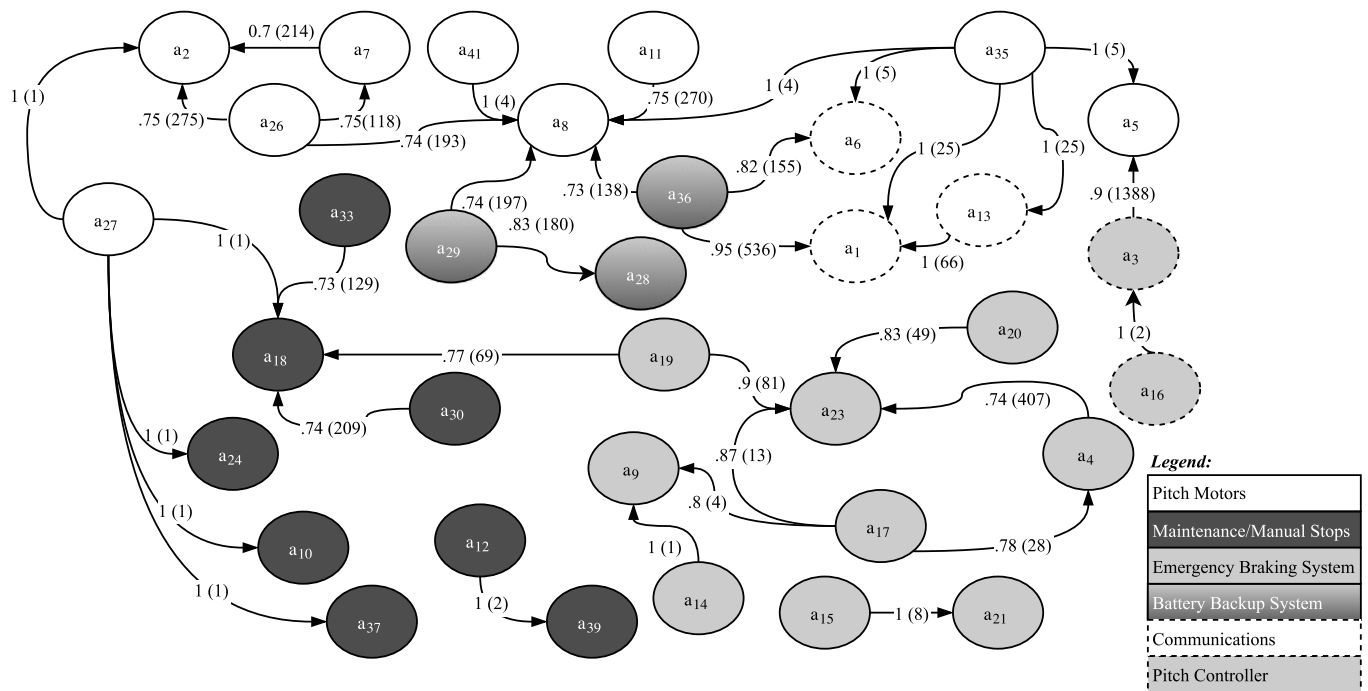 a2
0.7 (214)
a7
a41
a11
a35
1 (5)
1 (5)
1 (1)
.75 (275)
a26
.75(118)
1 (4)
.75 (270)
1 (4)
a8
a6
a5
.74 (193)
1 (25)
1 (25)
.82 (155)
.73 (138)
a36
.9 (1388)
a27
a33
.74 (197)
.83 (180)
a13
1 (1)
a29
.95 (536)
a1
1 (66)
a3
.73 (129)
a28
a20
.83 (49)
1 (2)
a18
.77 (69)
a19
.9 (81)
a16
a30
.74 (209)
a23
.74 (407)
1 (1)
a24
a9
.87 (13)
a4
.8 (4)
1 (1)
a10
a12
1 (1)
a17
.78 (28)
1 (1)
a37
1 (2)
a39
a14
a15
1 (8)
a21
Legend:
Pitch Motors
Maintenance/Manual Stops
Emergency Braking System
Battery Backup System
Communications
Pitch Controller